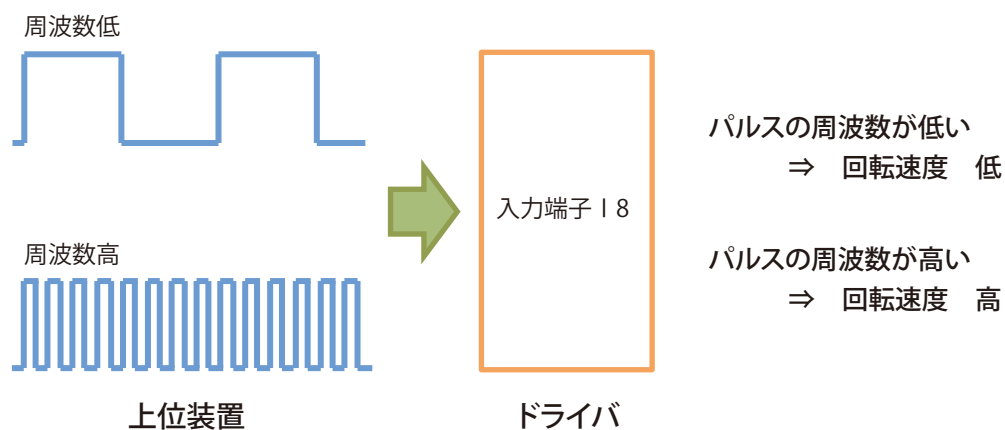 周波数低
周波数高
上位装置
入力端子Ⅰ8
ドライバ
パルスの周波数が低い
⇒ 回転速度 低
パルスの周波数が高い
⇒ 回転速度 高